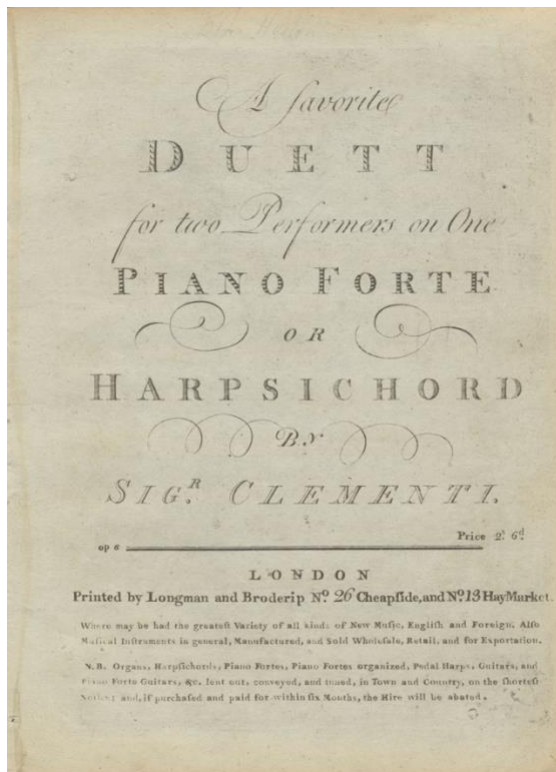 A favorite
DUETT
for two Performers on One
PIANO FORTE
OR
HARPSICHORD
BY
SIG.R CLEMENTI.
Price 2.s 6.d
op 6
LONDON
Printed by Longman and Broderip No. 26 Cheapſide, and No. 13 HayMarket.
Where may be had the greateſt Variety of all kinds of New Muſic, Engliſh and Foreign. Alſo
Muſical Inſtruments in general, Manufactured, and Sold Wholeſale, Retail, and for Exportation.
N.B. Organs, Harpſichords, Piano Fortes, Piano Fortes organized, Pedal Harps, Guitars, and
Piano Forte Guitars, &c. lent out, conveyed, and tuned, in Town and Country, on the ſhorteſt
Notice; and, if purchaſed and paid for within ſix Months, the Hire will be abated.